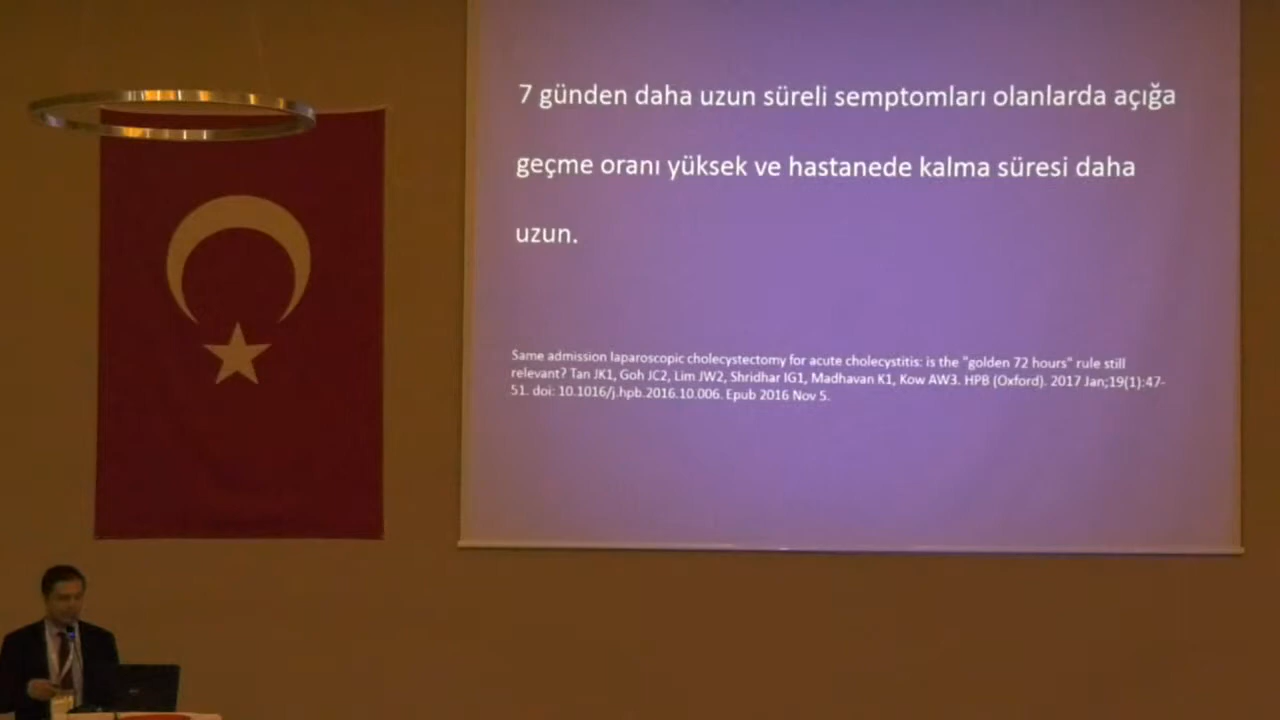 7 günden daha uzun süreli semptomları olanlarda açığa
geçme oranı yüksek ve hastanede kalma süresi daha
uzun.
Same admission laparoscopic cholecystectomy for acute cholecystitis: is the "golden 72 hours" rule still
relevant? Tan JK1, Goh JC2, Lim JW2, Shridhar IG1, Madhavan K1, Kow AW3. HPB (Oxford). 2017 Jan;19(1):47-
51. doi: 10.1016/j.hpb.2016.10.006. Epub 2016 Nov 5.